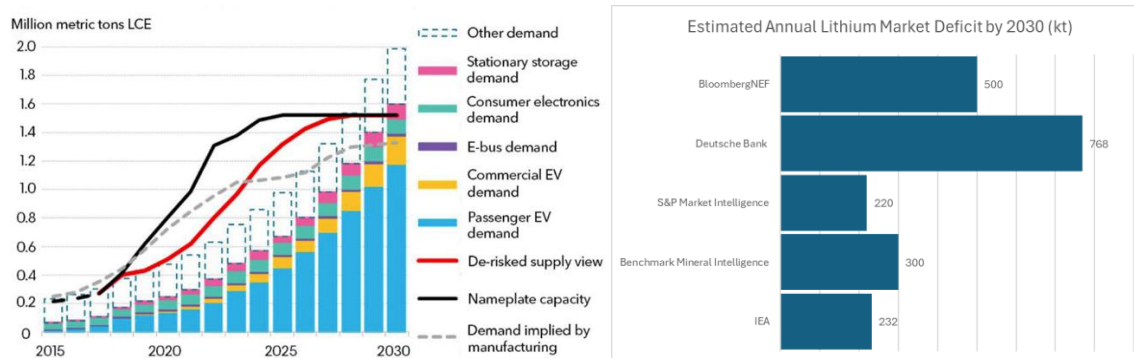 Million metric tons LCE
2.0
1.8
1.6
1.4
1.2
1.0
0.8
0.6
0.4
0.2
0
2015
2020
2025
2030
Other demand
Stationary storage
demand
Consumer electronics
demand
E-bus demand
Commercial EV
demand
Passenger EV
demand
De-risked supply view
Nameplate capacity
Demand implied by
manufacturing
Estimated Annual Lithium Market Deficit by 2030 (kt)
BloombergNEF
500
Deutsche Bank
768
S&P Market Intelligence
220
Benchmark Mineral Intelligence
300
IEA
232